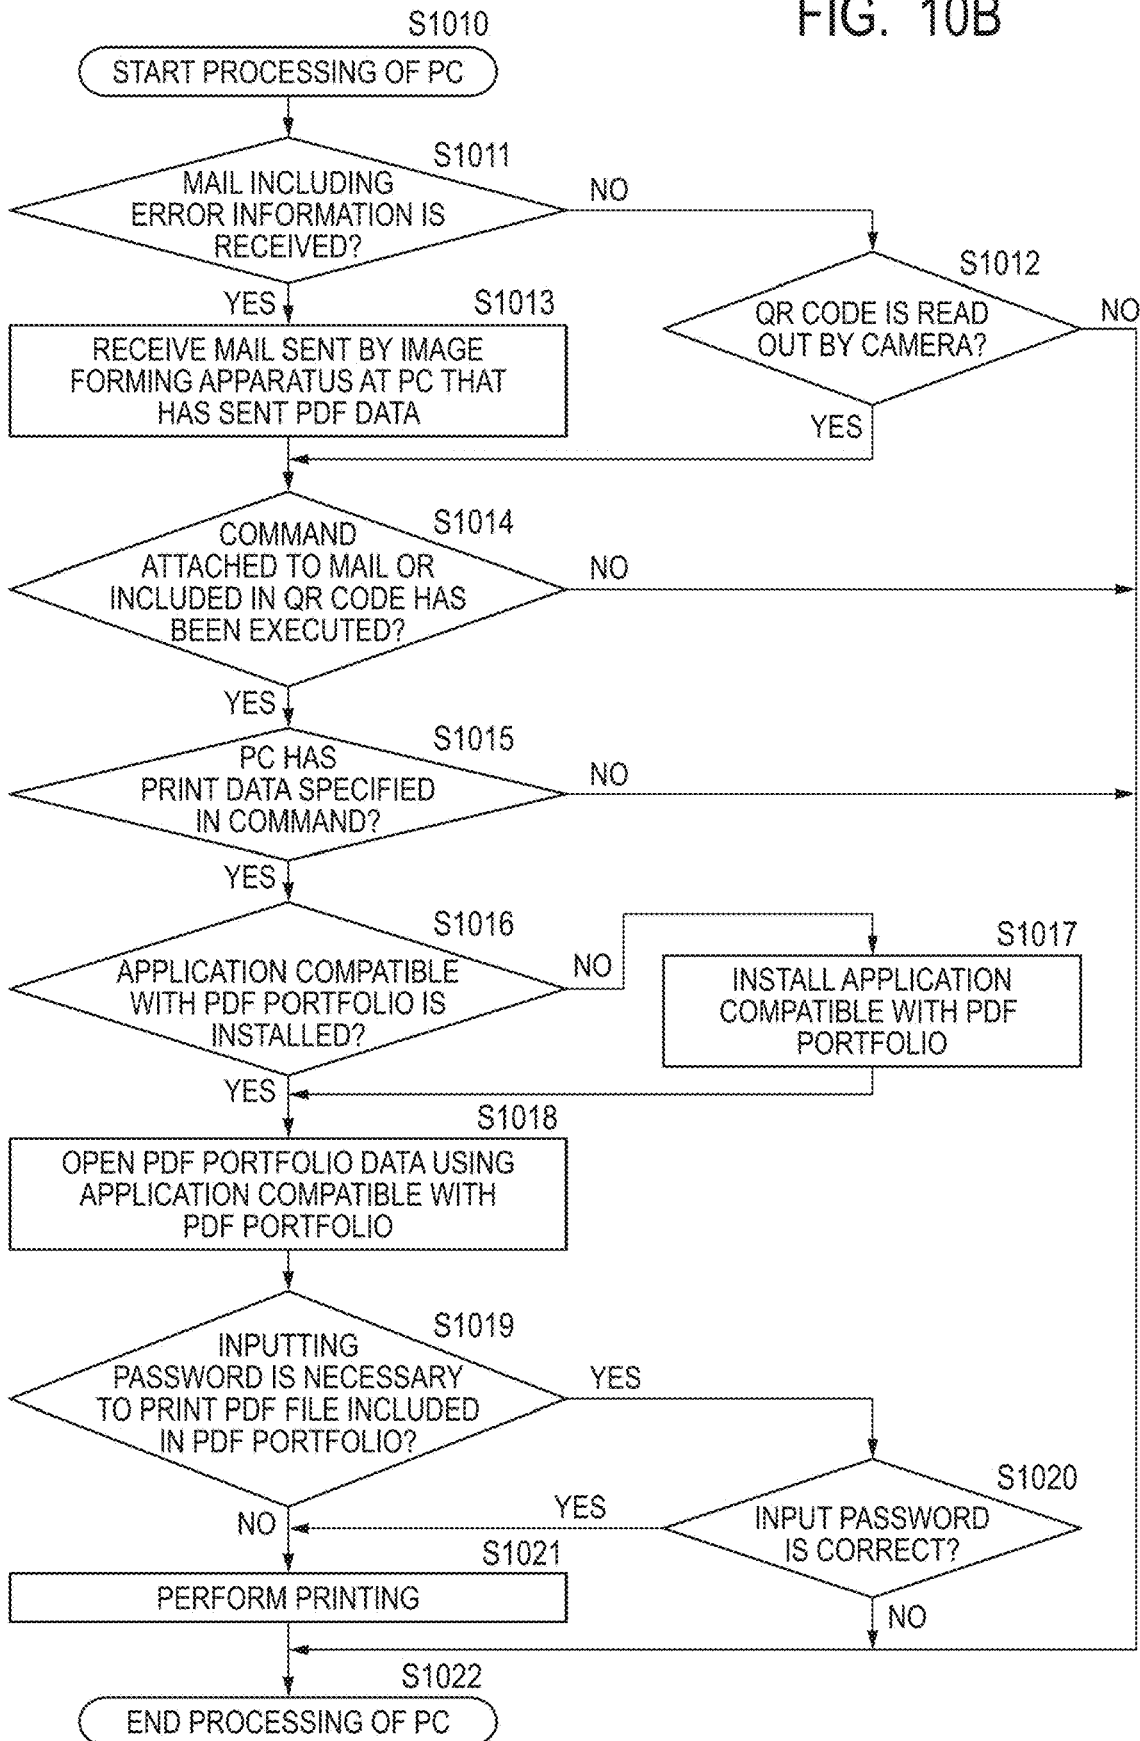 FIG. 10B
S1010
START PROCESSING OF PC
S1011
MAIL INCLUDING
ERROR INFORMATION IS
RECEIVED?
NO
YES
S1012
QR CODE IS READ
OUT BY CAMERA?
NO
YES
S1013
RECEIVE MAIL SENT BY IMAGE
FORMING APPARATUS AT PC THAT
HAS SENT PDF DATA
S1014
COMMAND
ATTACHED TO MAIL OR
INCLUDED IN QR CODE HAS
BEEN EXECUTED?
NO
YES
S1015
PC HAS
PRINT DATA SPECIFIED
IN COMMAND?
NO
YES
S1016
APPLICATION COMPATIBLE
WITH PDF PORTFOLIO IS
INSTALLED?
NO
YES
S1017
INSTALL APPLICATION
COMPATIBLE WITH PDF
PORTFOLIO
S1018
OPEN PDF PORTFOLIO DATA USING
APPLICATION COMPATIBLE WITH
PDF PORTFOLIO
S1019
INPUTTING
PASSWORD IS NECESSARY
TO PRINT PDF FILE INCLUDED
IN PDF PORTFOLIO?
YES
NO
S1020
INPUT PASSWORD
IS CORRECT?
YES
NO
S1021
PERFORM PRINTING
S1022
END PROCESSING OF PC